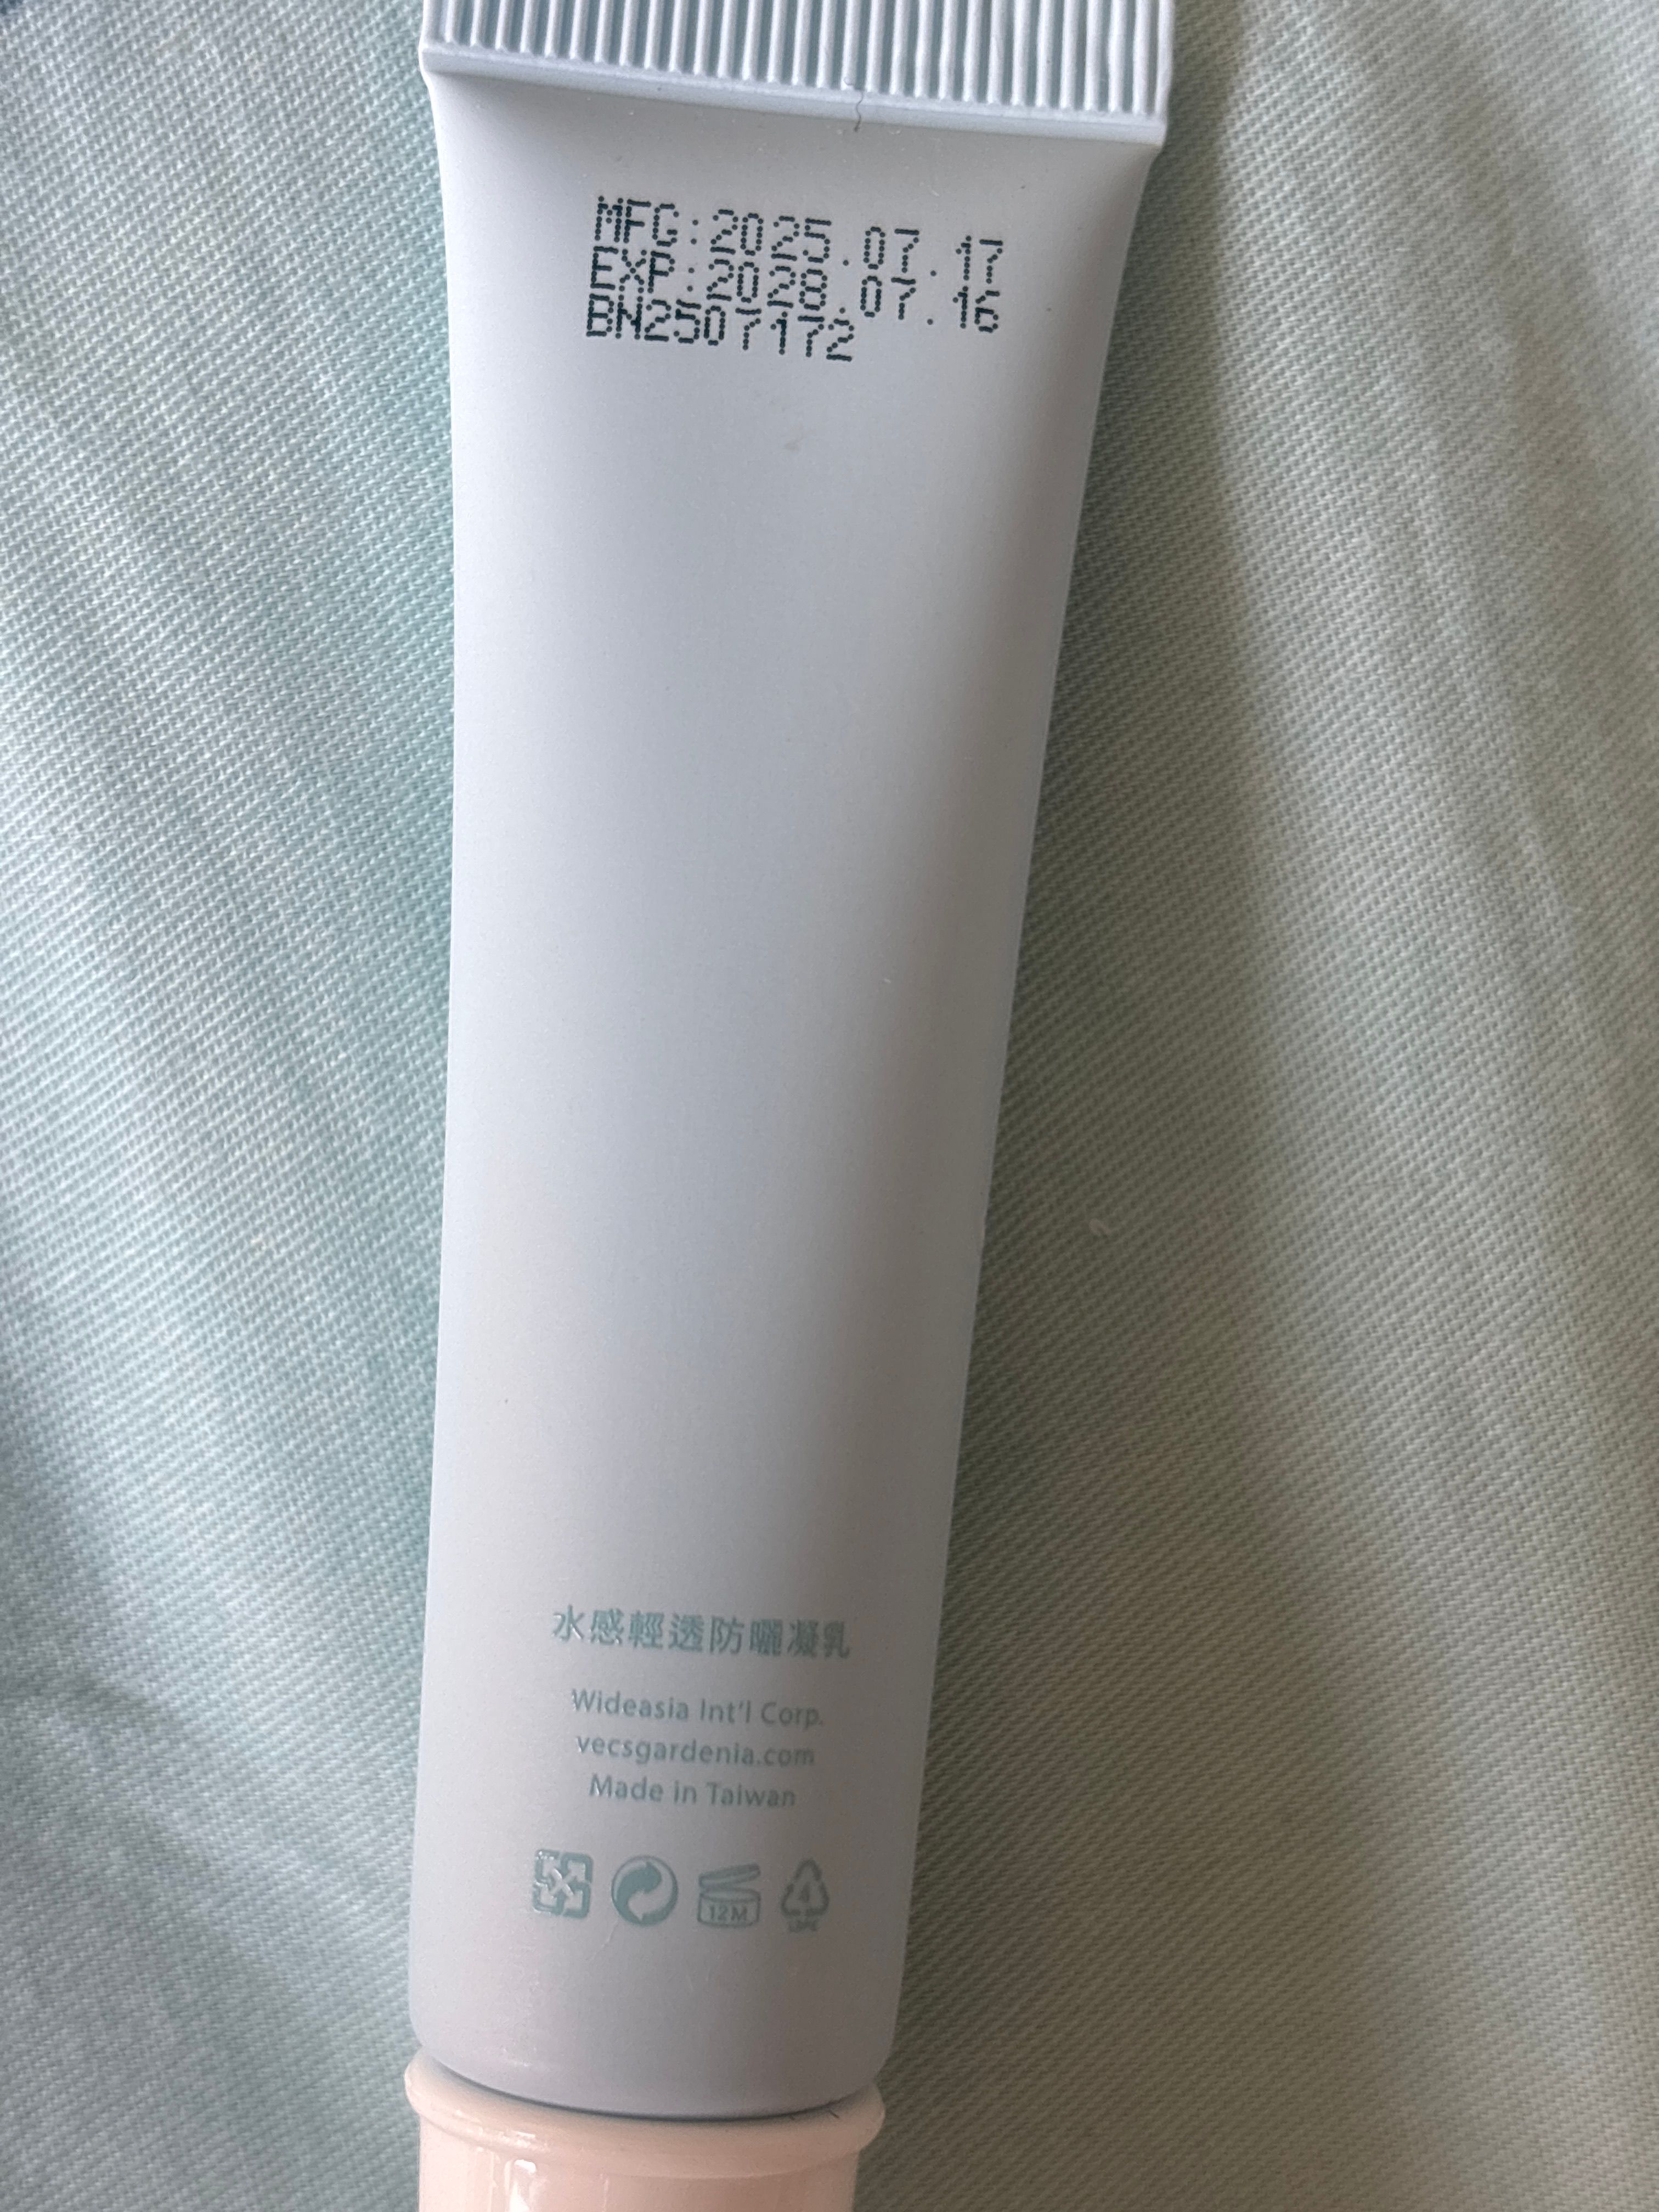 MFG:2025.07.17
EXP:2028.07.16
BN2507172
水感輕透防曬凝乳
Wideasia Int'l Corp.
vecsgardenia.com
Made in Taiwan
12M
4
LDPE